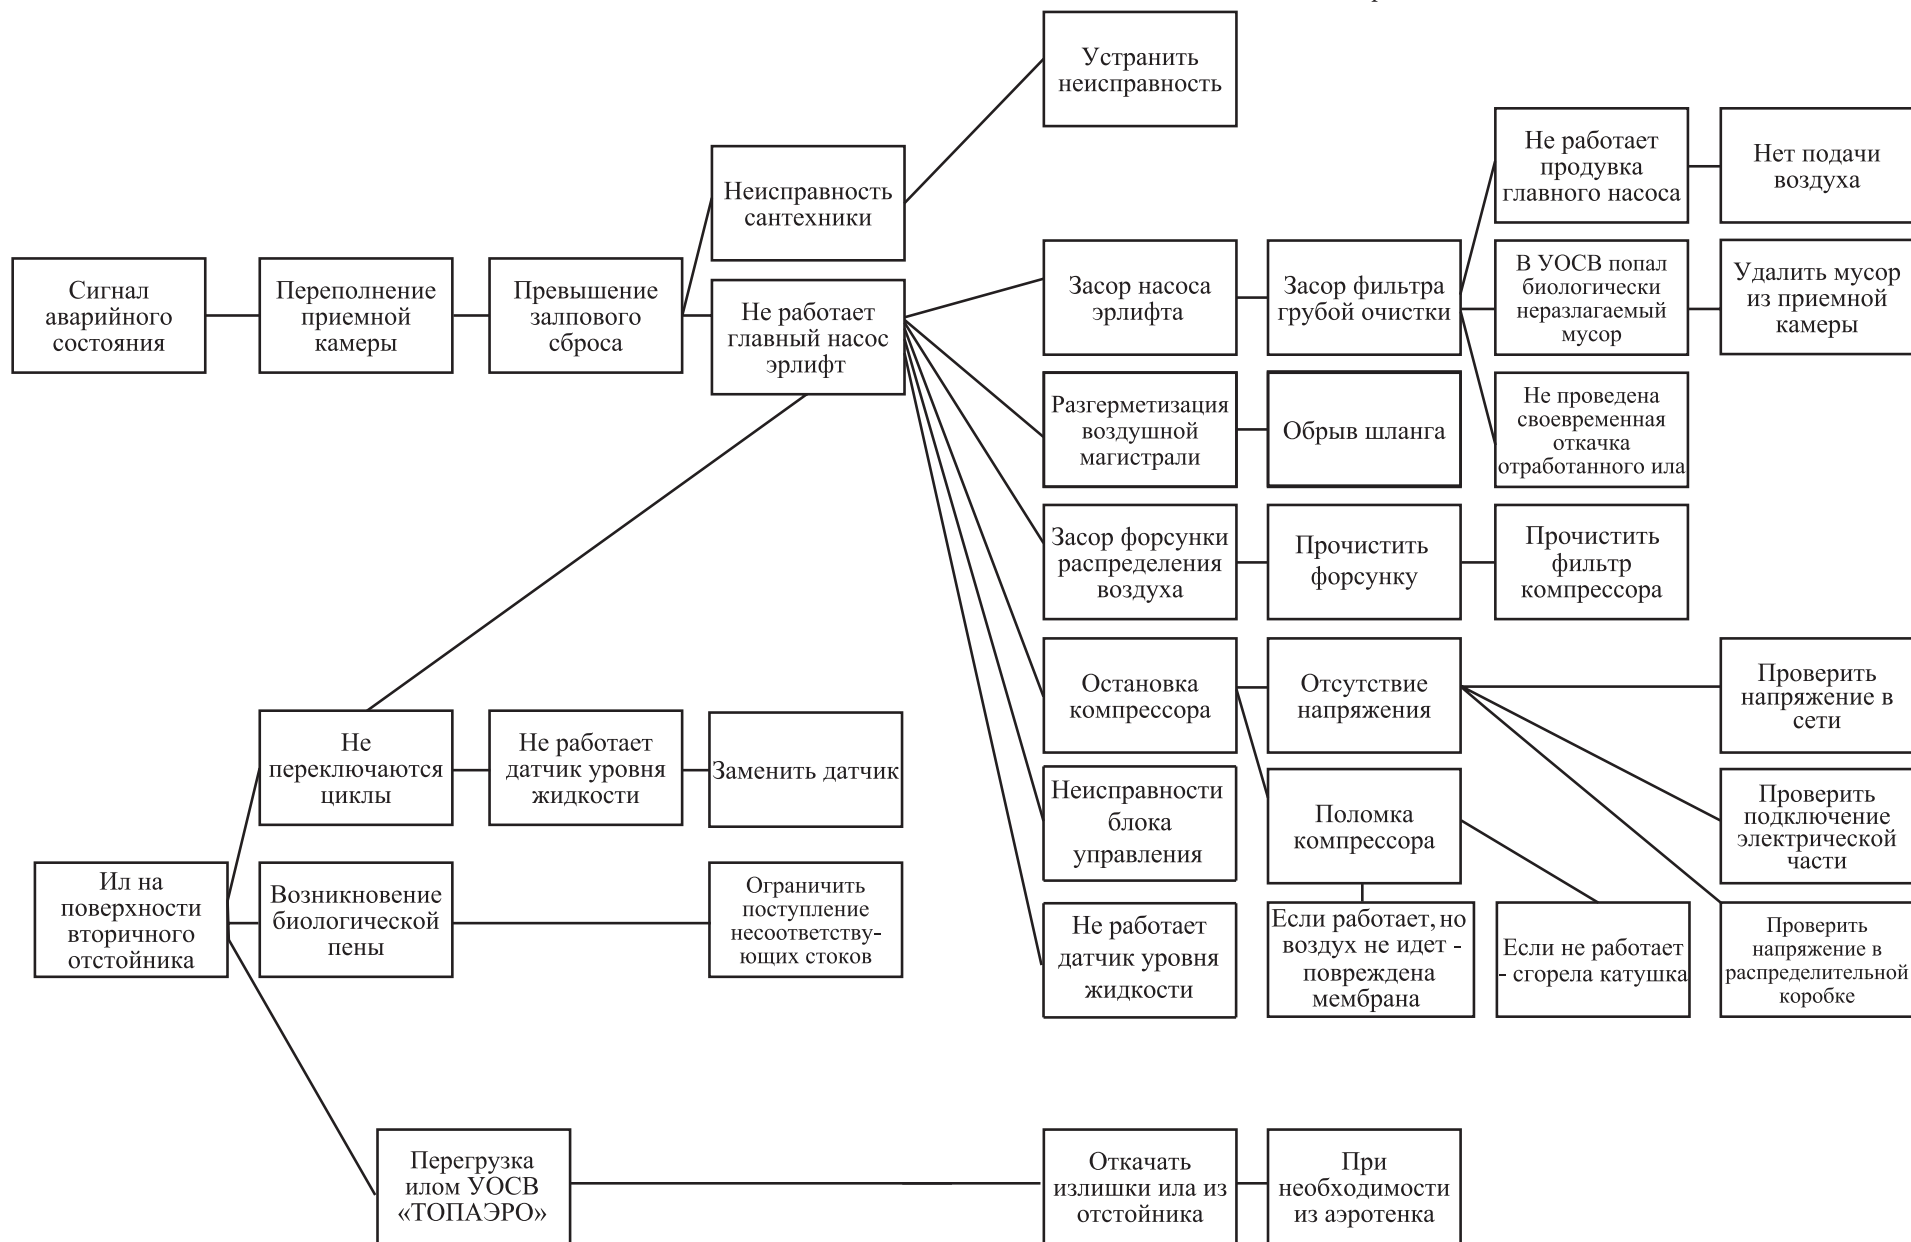 Устранить
неисправность
Неисправность
сантехники
Не работает
продувка
главного насоса
Нет подачи
воздуха
Сигнал
аварийного
состояния
Переполнение
приемной
камеры
Превышение
залпового
сброса
Не работает
главный насос
эрлифт
Засор насоса
эрлифта
Засор фильтра
грубой очистки
В УОСВ попал
биологически
неразлагаемый
мусор
Удалить мусор
из приемной
камеры
Разгерметизация
воздушной
магистрали
Обрыв шланга
Не проведена
своевременная
откачка
отработанного ила
Засор форсунки
распределения
воздуха
Прочистить
форсунку
Прочистить
фильтр
компрессора
Остановка
компрессора
Отсутствие
напряжения
Проверить
напряжение в
сети
Не
переключаются
циклы
Не работает
датчик уровня
жидкости
Заменить датчик
Неисправности
блока
управления
Поломка
компрессора
Проверить
подключение
электрической
части
Ил на
поверхности
вторичного
отстойника
Возникновение
биологической
пены
Ограничить
поступление
несоответству-
ющих стоков
Не работает
датчик уровня
жидкости
Если работает, но
воздух не идет -
повреждена
мембрана
Если не работает
- сгорела катушка
Проверить
напряжение в
распределительной
коробке
Перегрузка
илом УОСВ
«ТОПАЭРО»
Откачать
излишки ила из
отстойника
При
необходимости
из аэротенка